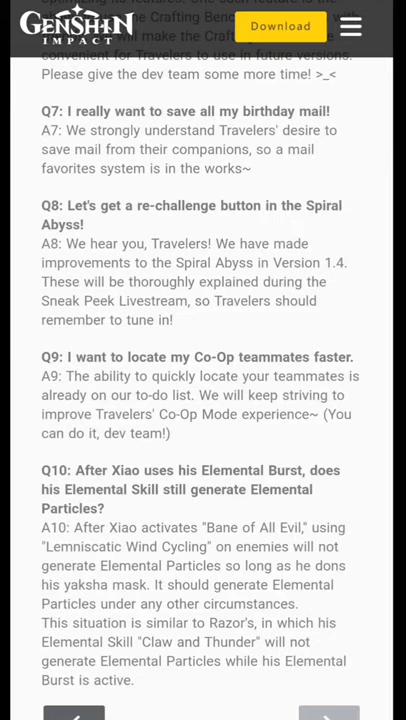 GENSHIN
IMPACT
Download
Please give the dev team some more time! >_<
Q7: I really want to save all my birthday mail!
A7: We strongly understand Travelers' desire to
save mail from their companions, so a mail
favorites system is in the works~
Q8: Let's get a re-challenge button in the Spiral
Abyss!
A8: We hear you, Travelers! We have made
improvements to the Spiral Abyss in Version 1.4.
These will be thoroughly explained during the
Sneak Peek Livestream, so Travelers should
remember to tune in!
Q9: I want to locate my Co-Op teammates faster.
A9: The ability to quickly locate your teammates is
already on our to-do list. We will keep striving to
improve Travelers' Co-Op Mode experience~ (You
can do it, dev team!)
Q10: After Xiao uses his Elemental Burst, does
his Elemental Skill still generate Elemental
Particles?
A10: After Xiao activates "Bane of All Evil," using
"Lemniscatic Wind Cycling" on enemies will not
generate Elemental Particles so long as he dons
his yaksha mask. It should generate Elemental
Particles under any other circumstances.
This situation is similar to Razor's, in which his
Elemental Skill "Claw and Thunder" will not
generate Elemental Particles while his Elemental
Burst is active.